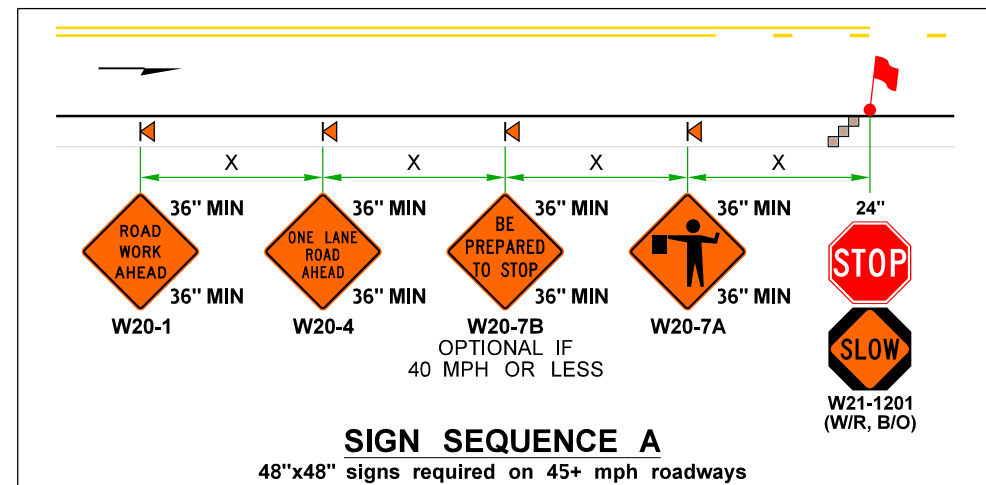 X X X X
36" MIN 36" MIN 36" MIN 36" MIN 24"
ROAD
WORK
AHEAD
ONE LANE
ROAD
AHEAD
BE
PREPARED
TO STOP
STOP
36" MIN 36" MIN 36" MIN 36" MIN
W20-1 W20-4 W20-7B W20-7A
OPTIONAL IF
40 MPH OR LESS
SLOW
W21-1201
(W/R, B/O)
SIGN SEQUENCE A
48"x48" signs required on 45+ mph roadways